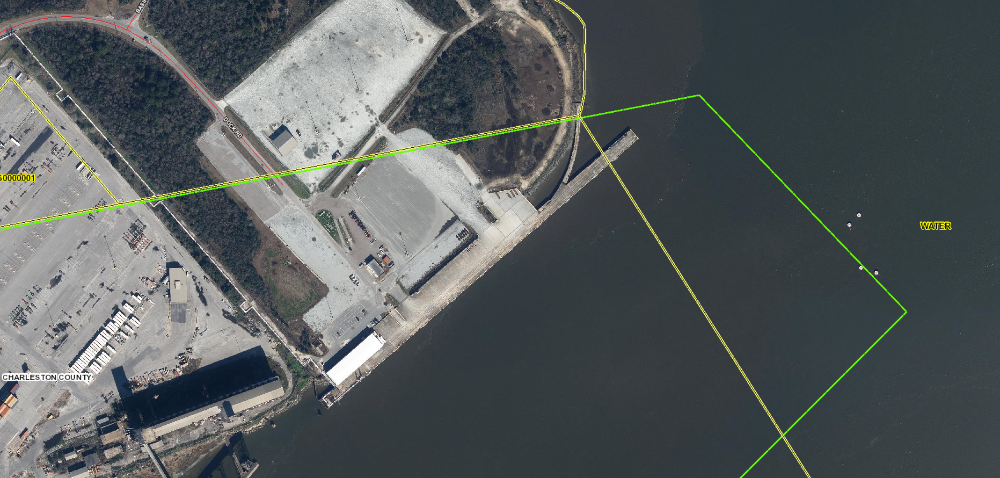 DOCK RD
60000001
WATER
CHARLESTON COUNTY